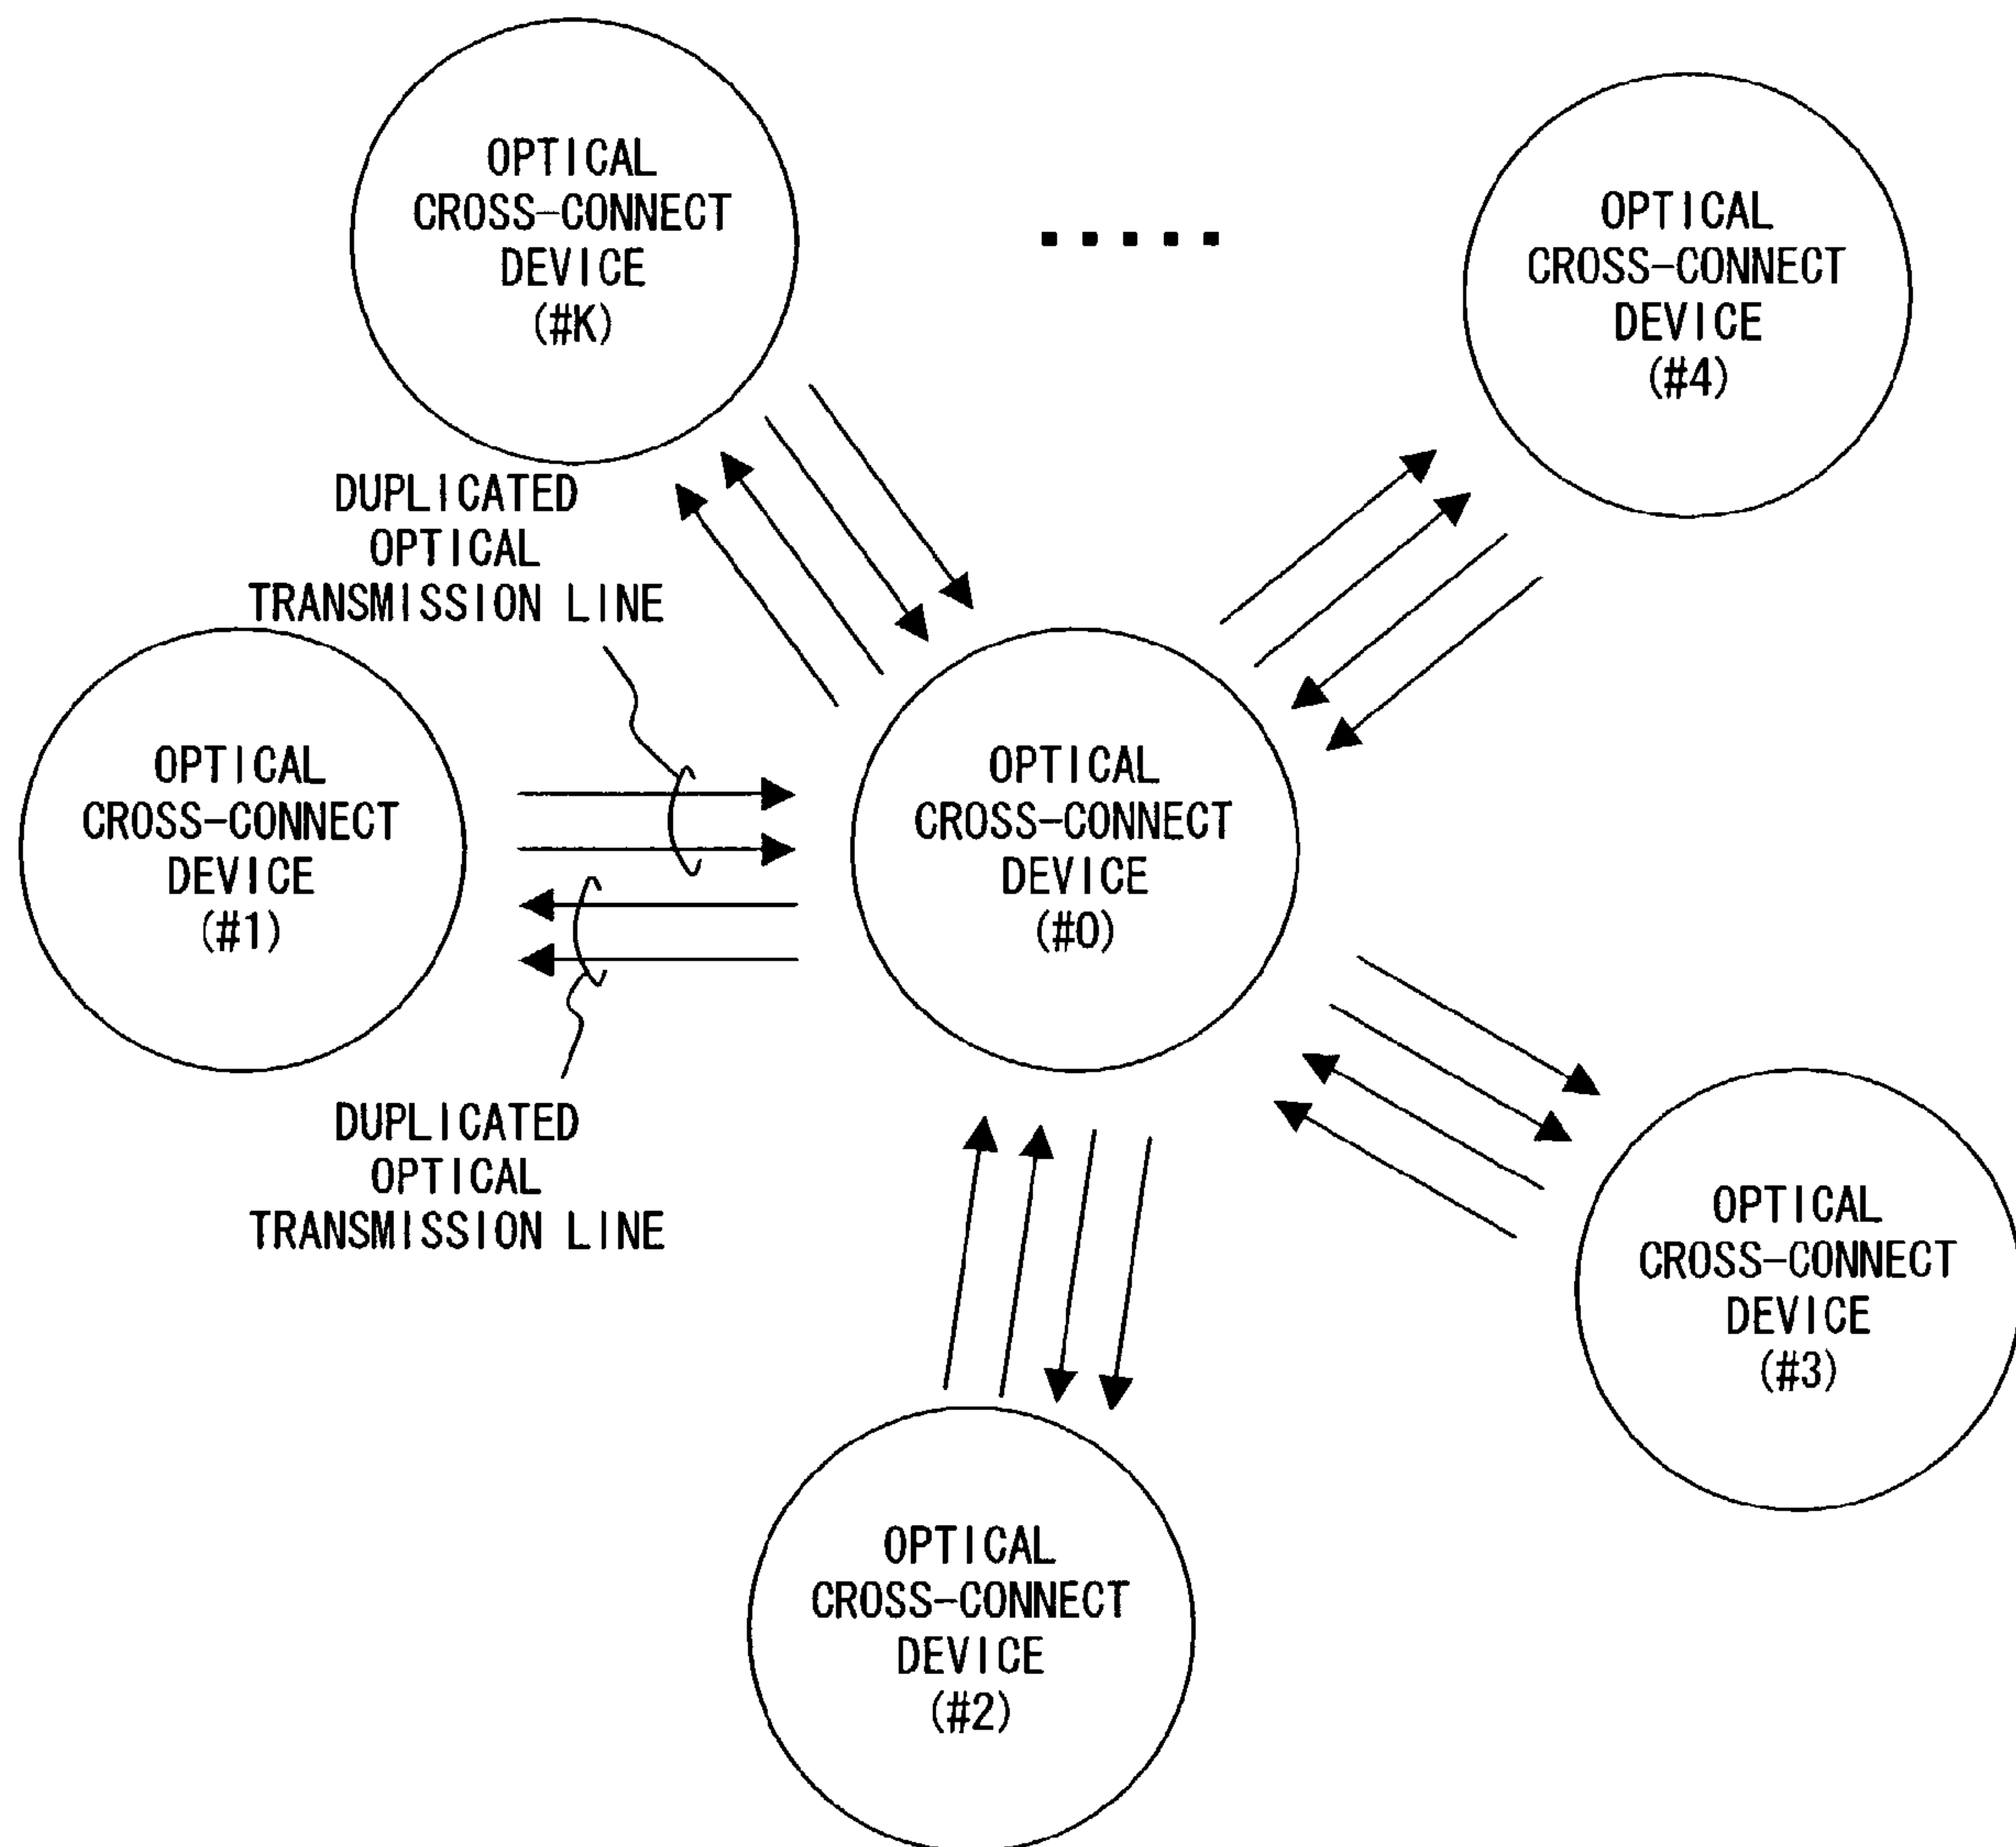 OPTICAL
CROSS-CONNECT
DEVICE
(#K)
OPTICAL
CROSS-CONNECT
DEVICE
(#4)
DUPLICATED
OPTICAL
TRANSMISSION LINE
OPTICAL
CROSS-CONNECT
DEVICE
(#1)
OPTICAL
CROSS-CONNECT
DEVICE
(#0)
DUPLICATED
OPTICAL
TRANSMISSION LINE
OPTICAL
CROSS-CONNECT
DEVICE
(#3)
OPTICAL
CROSS-CONNECT
DEVICE
(#2)